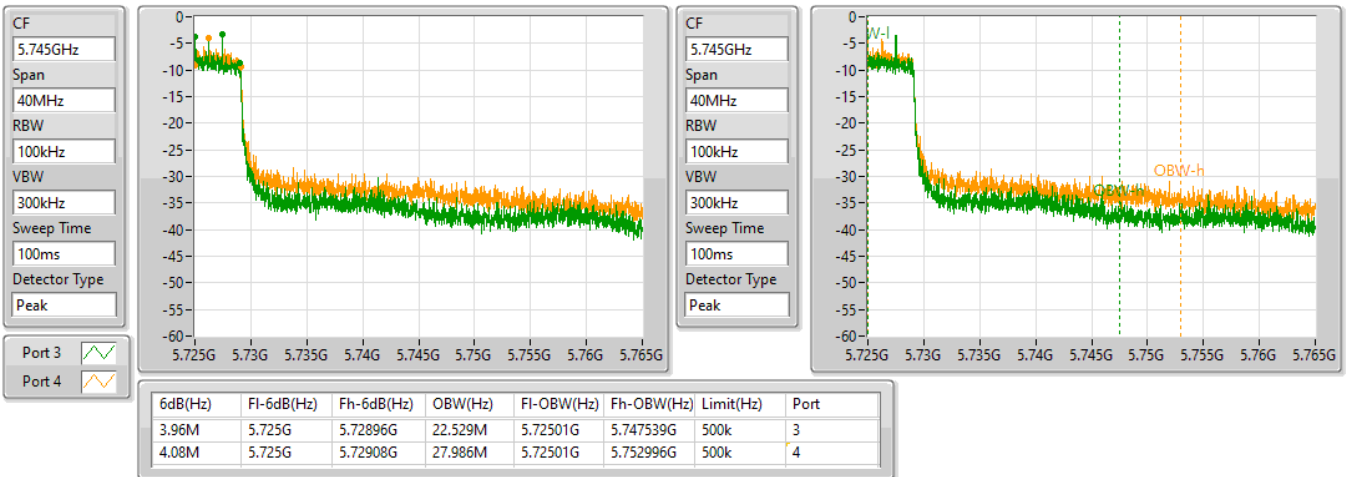 CF
5.745GHz
Span
40MHz
RBW
100kHz
VBW
300kHz
Sweep Time
100ms
Detector Type
Peak
Port 3
Port 4
0-
-5-
-10-
-15-
-20-
-25-
-30-
-35-
-40-
-45-
-50-
-55-
-60-
5.725G 5.73G 5.735G 5.74G 5.745G 5.75G 5.755G 5.76G 5.765G
CF
5.745GHz
Span
40MHz
RBW
100kHz
VBW
300kHz
Sweep Time
100ms
Detector Type
Peak
0-
-5-
-10-
-15-
-20-
-25-
-30-
-35-
-40-
-45-
-50-
-55-
-60-
W-l
OBW-h
OBW-h
5.725G 5.73G 5.735G 5.74G 5.745G 5.75G 5.755G 5.76G 5.765G
6dB(Hz) Fl-6dB(Hz) Fh-6dB(Hz) OBW(Hz) Fl-OBW(Hz) Fh-OBW(Hz) Limit(Hz) Port
3.96M 5.725G 5.72896G 22.529M 5.72501G 5.747539G 500k 3
4.08M 5.725G 5.72908G 27.986M 5.72501G 5.752996G 500k 4